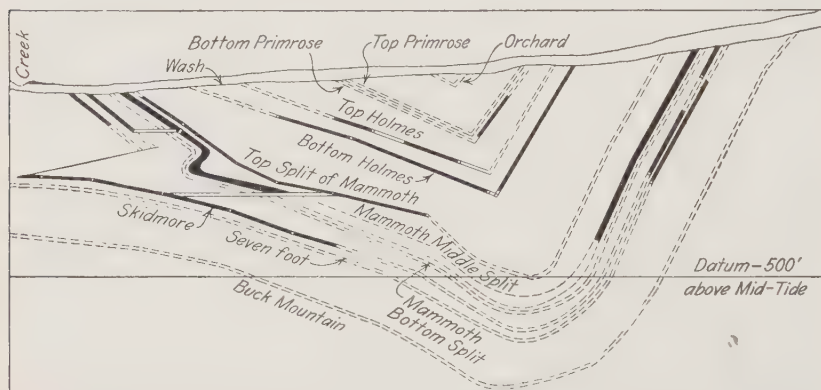 Creek
Wash
Bottom Primrose
Top Primrose
Orchard
Top Holmes
Bottom Holmes
Top Split of Mammoth
Mammoth Middle Split
Skidmore
Seven foot
Buck Mountain
Mammoth
Bottom Split
Datum-500'
above Mid-Tide